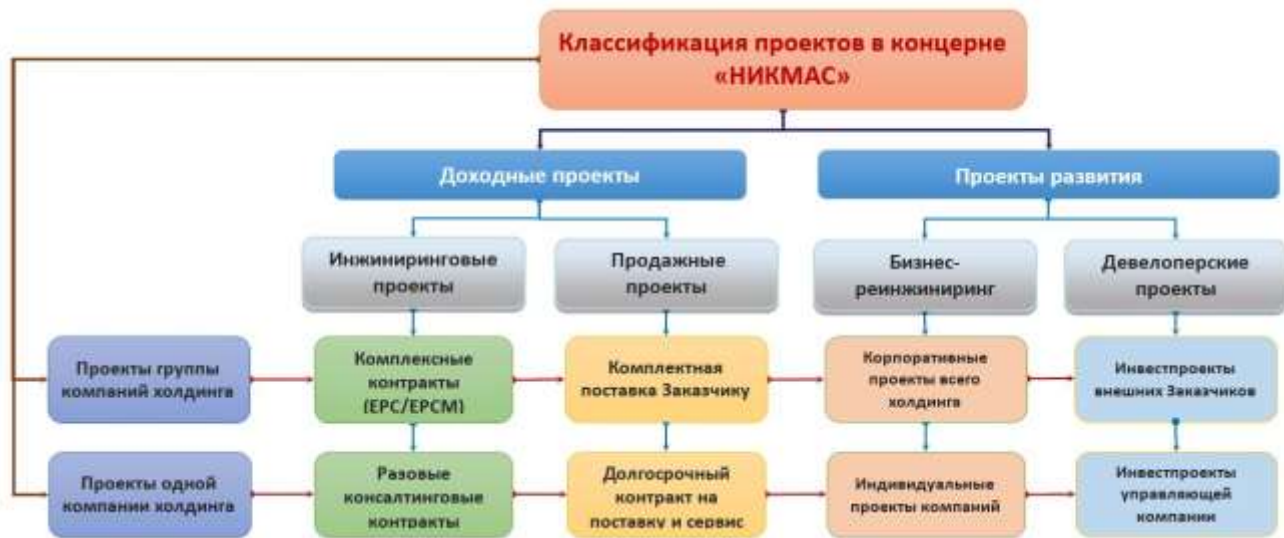 Классификация проектов в концерне
«НИКМАС»
Доходные проекты
Проекты развития
Инжиниринговые
проекты
Продажные
проекты
Бизнес-
реинжиниринг
Девелоперские
проекты
Проекты группы
компаний холдинга
Комплексные
контракты
(EPC/EPCM)
Комплектная
поставка Заказчику
Корпоративные
проекты всего
холдинга
Инвестпроекты
внешних Заказчиков
Проекты одной
компании холдинга
Разовые
консалтинговые
контракты
Долгосрочный
контракт на
поставку и сервис
Индивидуальные
проекты компаний
Инвестпроекты
управляющей
компании